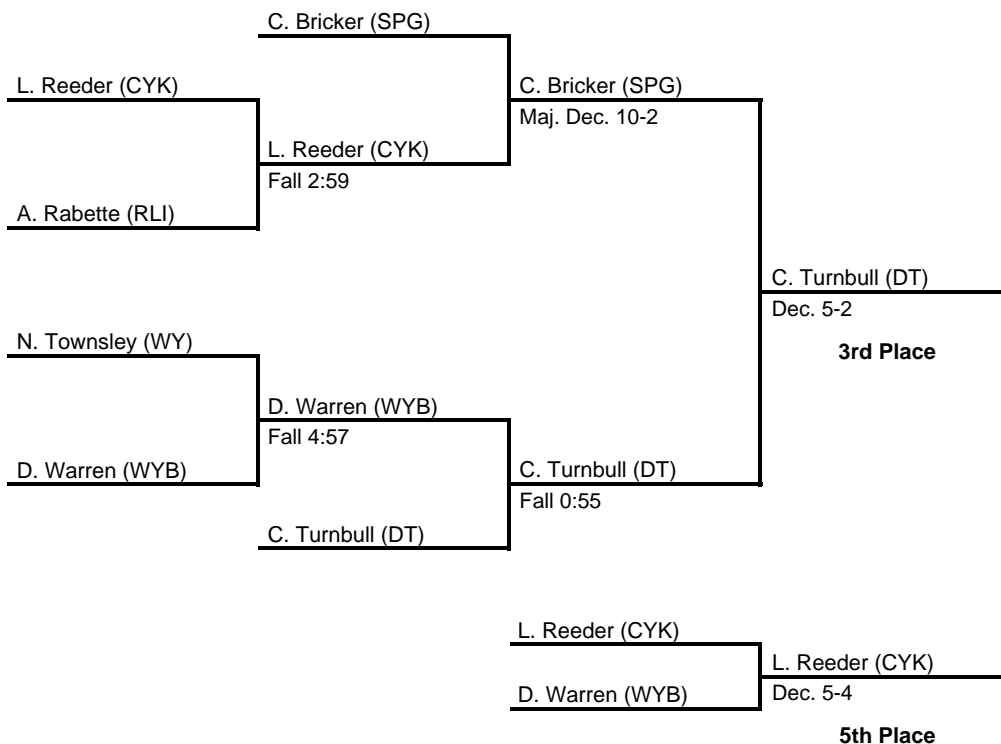 C. Bricker (SPG)
L. Reeder (CYK)
C. Bricker (SPG)
Maj. Dec. 10-2
L. Reeder (CYK)
Fall 2:59
A. Rabette (RLI)
C. Turnbull (DT)
Dec. 5-2
3rd Place
N. Townsley (WY)
D. Warren (WYB)
Fall 4:57
D. Warren (WYB)
C. Turnbull (DT)
Fall 0:55
C. Turnbull (DT)
L. Reeder (CYK)
L. Reeder (CYK)
Dec. 5-4
D. Warren (WYB)
5th Place